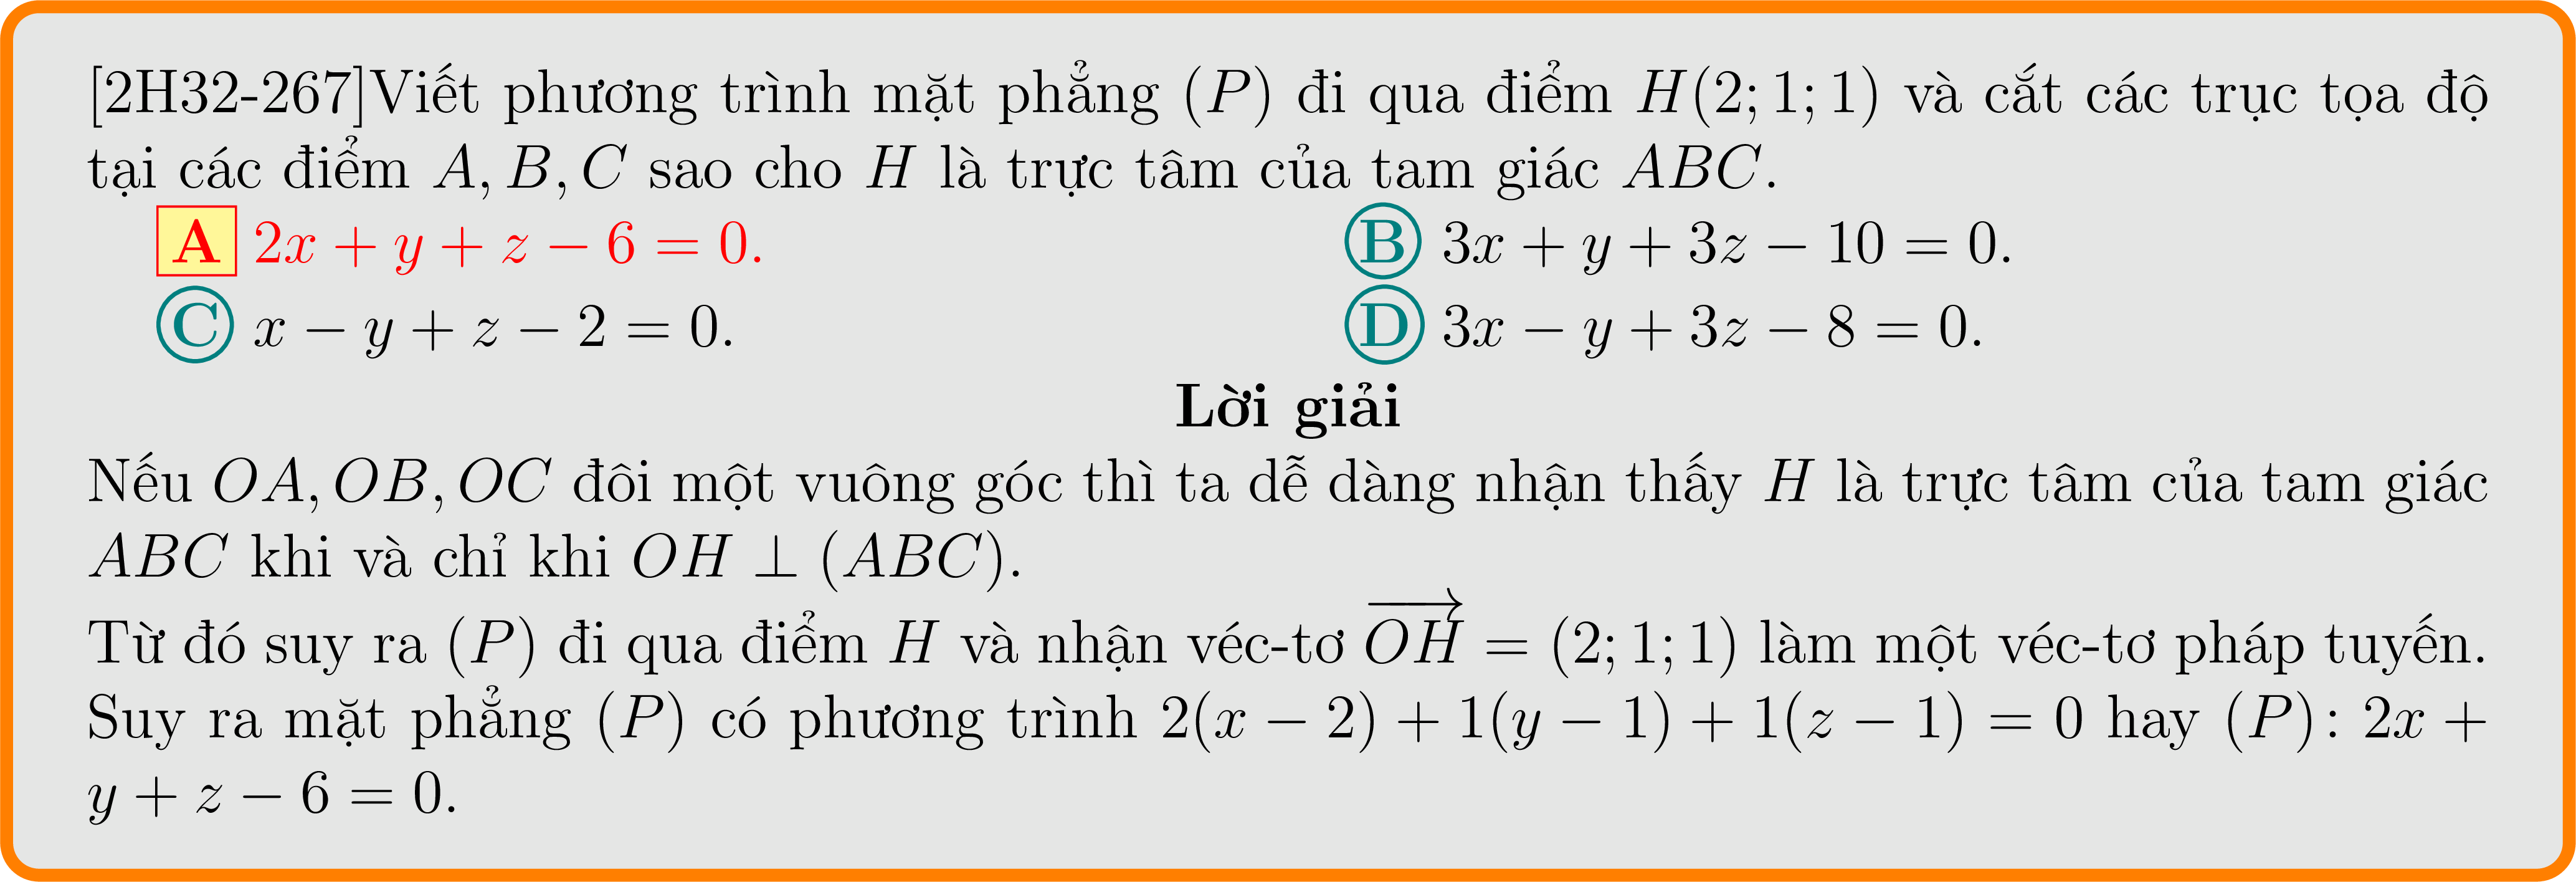 [2H32-267]Viết phương trình mặt phẳng (P) đi qua điểm H(2; 1; 1) và cắt các trục tọa độ
tại các điểm A, B, C sao cho H là trực tâm của tam giác ABC.
A 2x + y + z − 6 = 0. B 3x + y + 3z − 10 = 0.
C x − y + z − 2 = 0. D 3x − y + 3z − 8 = 0.
Lời giải
Nếu OA, OB, OC đôi một vuông góc thì ta dễ dàng nhận thấy H là trực tâm của tam giác
ABC khi và chỉ khi OH ⊥ (ABC).
Từ đó suy ra (P) đi qua điểm H và nhận véc-tơ \overrightarrow{OH} = (2; 1; 1) làm một véc-tơ pháp tuyến.
Suy ra mặt phẳng (P) có phương trình 2(x − 2) + 1(y − 1) + 1(z − 1) = 0 hay (P): 2x +
y + z − 6 = 0.